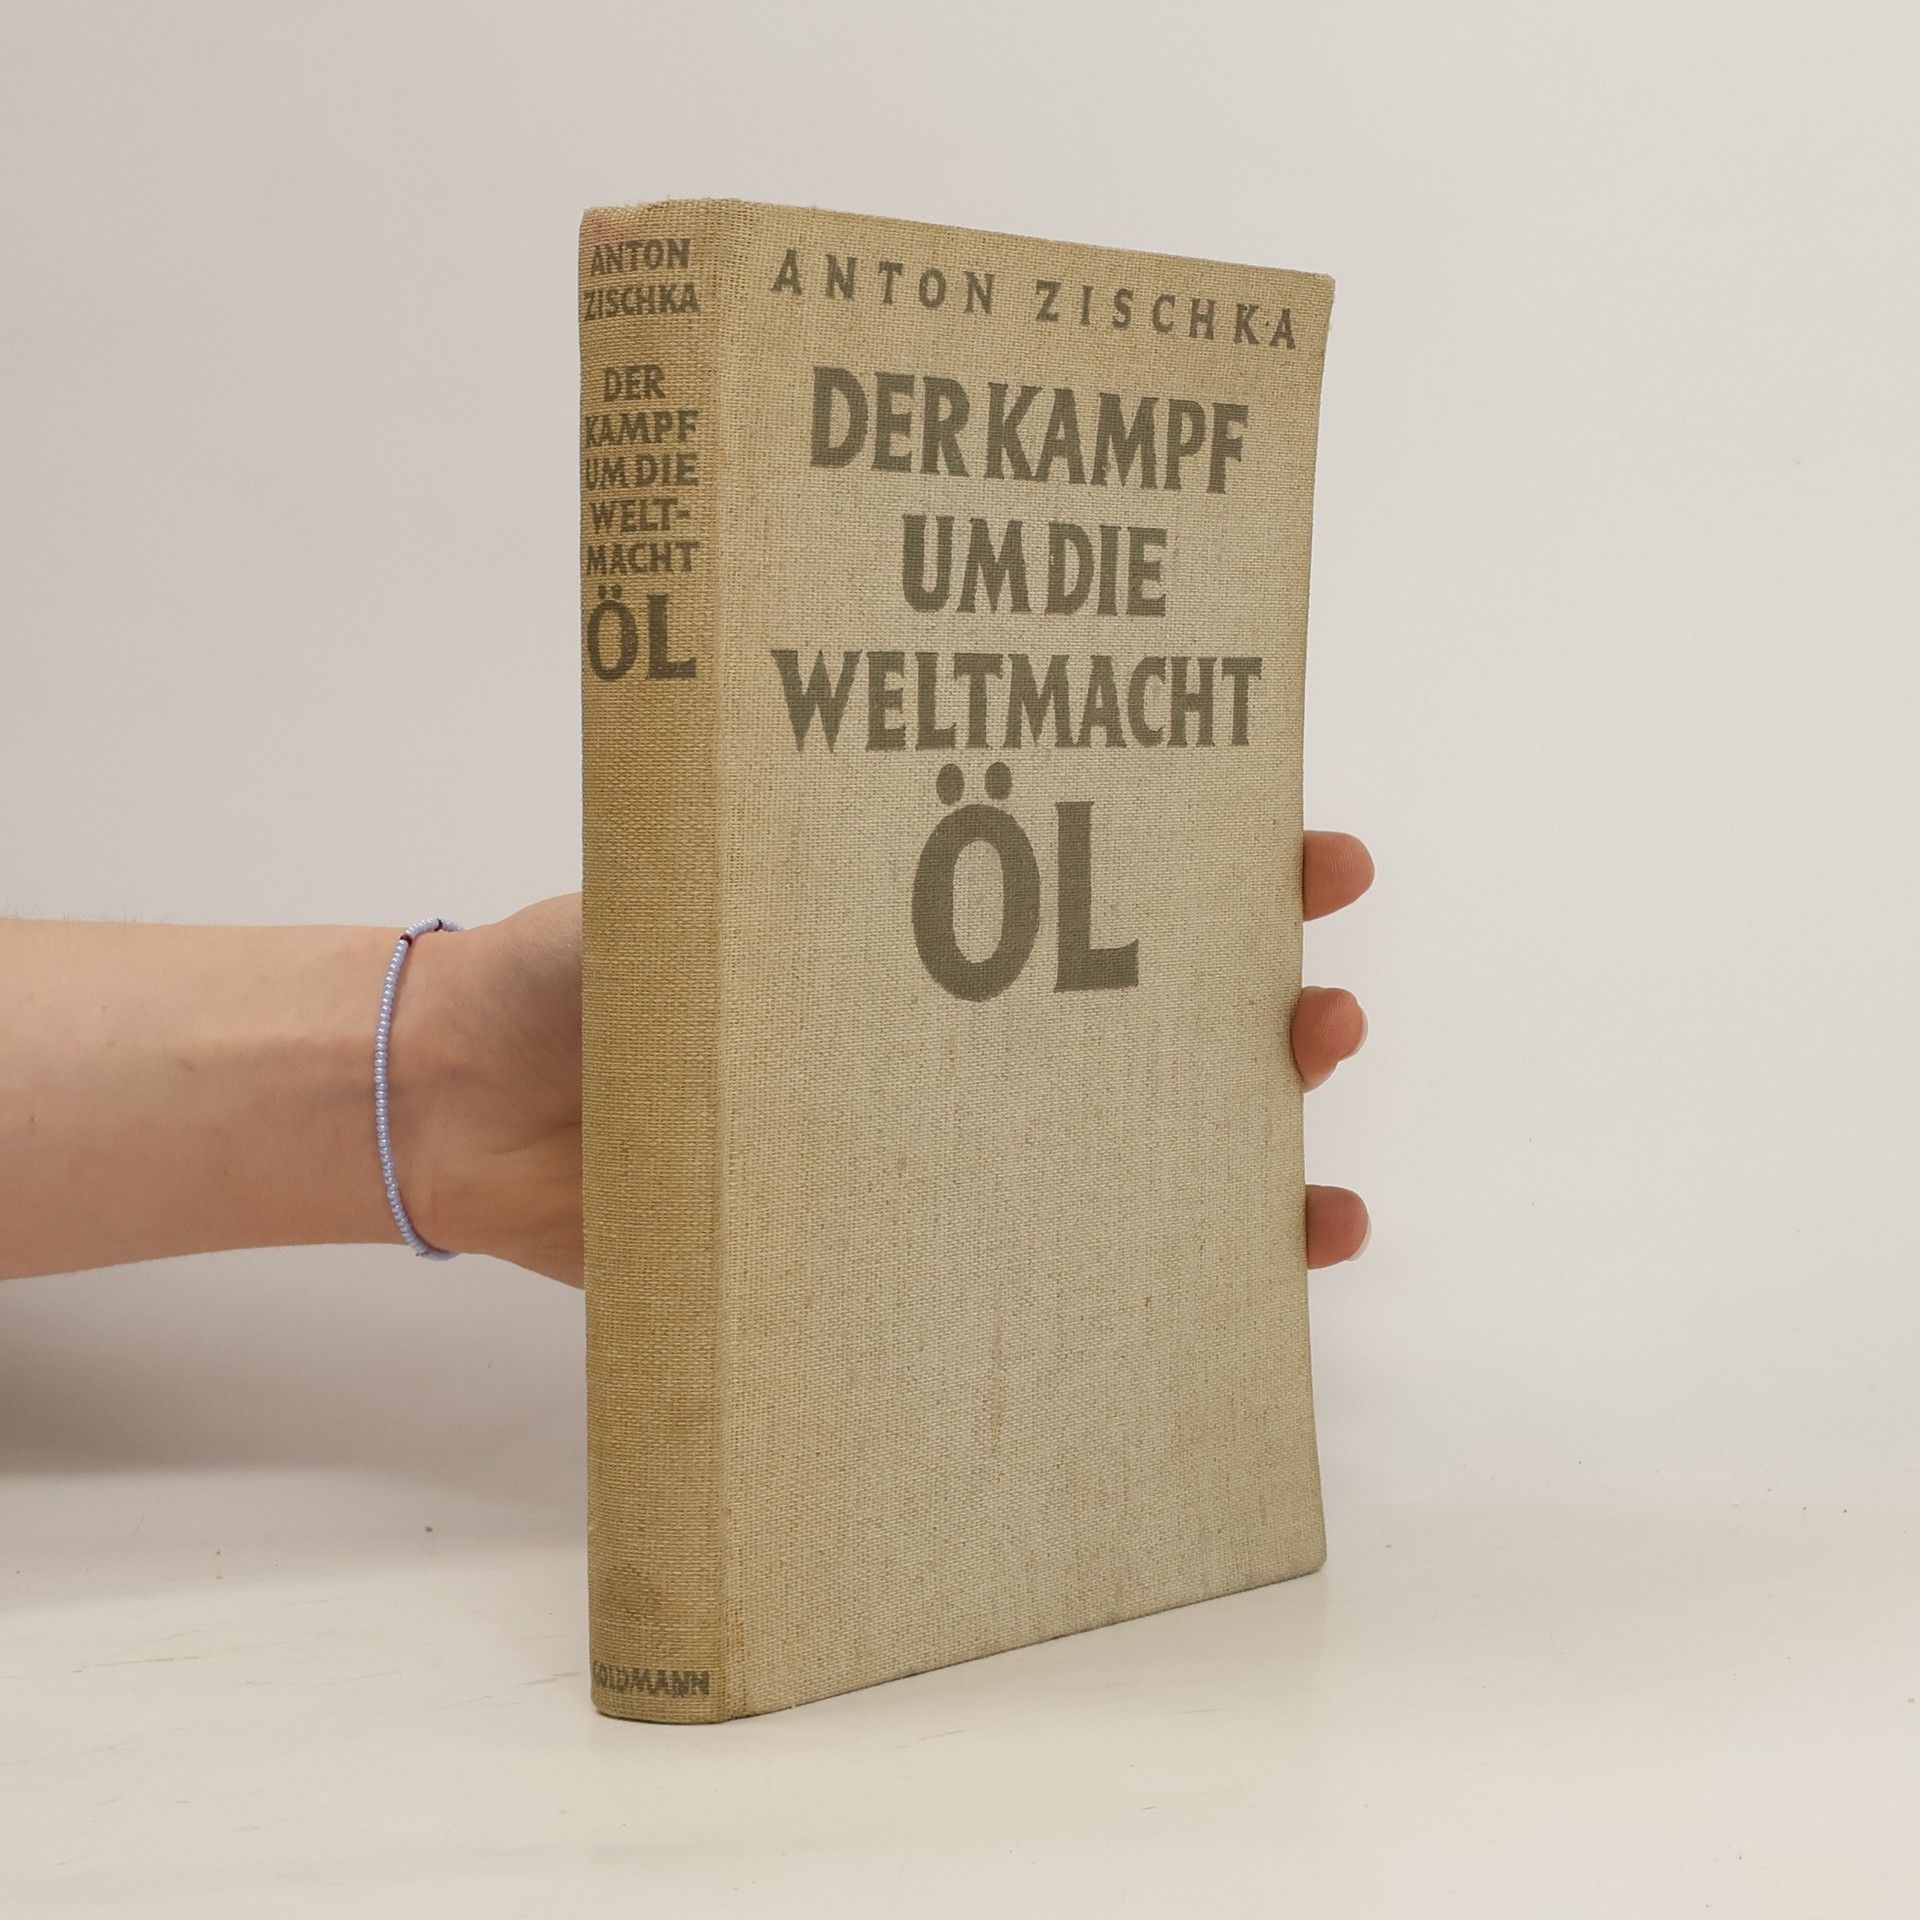 ANTON
ZISCHKA
DER
KAMPF
UM DIE
WELT-
MACHT
ÖL
GOLDMANN
ANTON ZISCHKA
DER KAMPF
UM DIE
WELTMACHT
ÖL